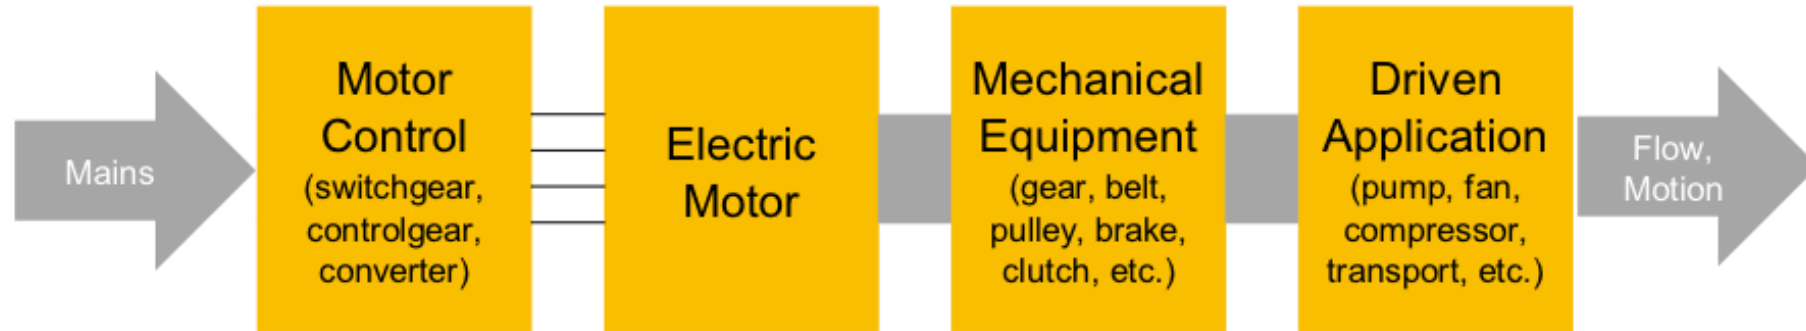 Mains
Motor
Control
(switchgear,
controlgear,
converter)
Electric
Motor
Mechanical
Equipment
(gear, belt,
pulley, brake,
clutch, etc.)
Driven
Application
(pump, fan,
compressor,
transport, etc.)
Flow,
Motion